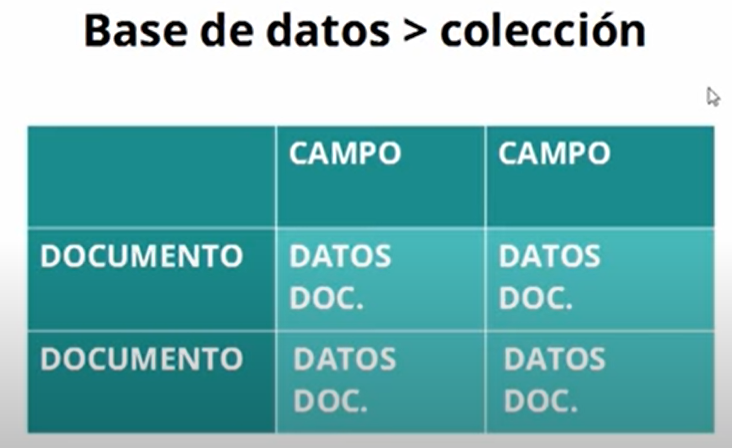 Base de datos > colección
CAMPO CAMPO
DOCUMENTO DATOS DATOS
DOC. DOC.
DOCUMENTO DATOS DATOS
DOC. DOC.